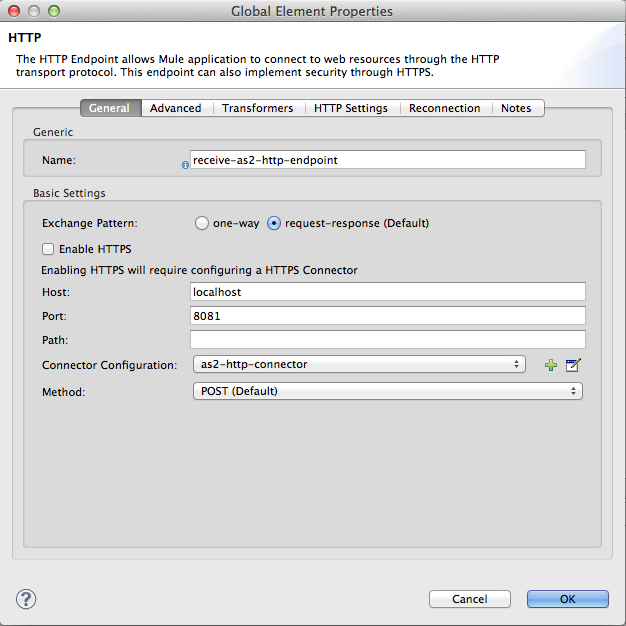 Global Element Properties
HTTP
The HTTP Endpoint allows Mule application to connect to web resources through the HTTP
transport protocol. This endpoint can also implement security through HTTPS.
General Advanced Transformers HTTP Settings Reconnection Notes
Generic
Name: receive-as2-http-endpoint
Basic Settings
Exchange Pattern: one-way request-response (Default)
Enable HTTPS
Enabling HTTPS will require configuring a HTTPS Connector
Host: localhost
Port: 8081
Path:
Connector Configuration: as2-http-connector
Method: POST (Default)
? Cancel OK